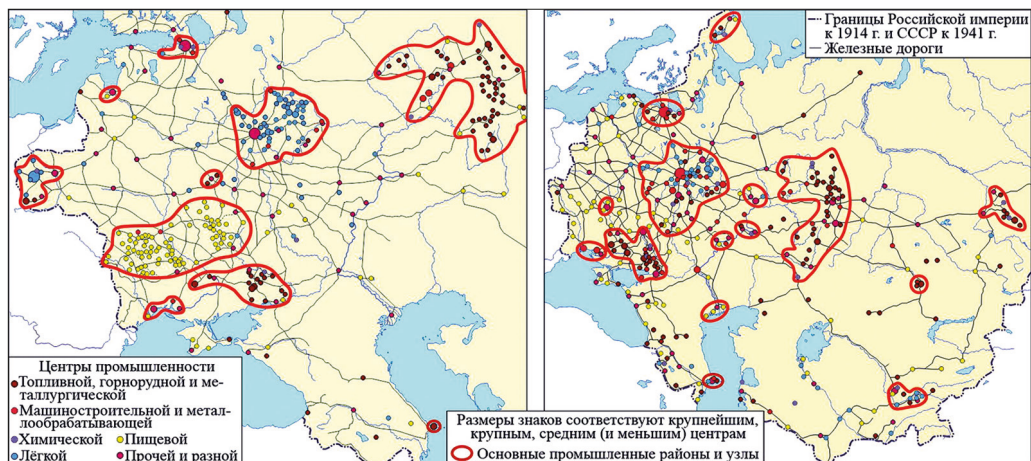 Границы Российской империи
к 1914 г. и СССР к 1941 г.
Железные дороги
Центры промышленности
Топливной, горнорудной и ме-
таллургической
Машиностроительной и метал-
лообрабатывающей
Химической
Пищевой
Лёгкой
Прочей и разной
Размеры знаков соответствуют крупнейшим,
крупным, средним (и меньшим) центрам
Основные промышленные районы и узлы